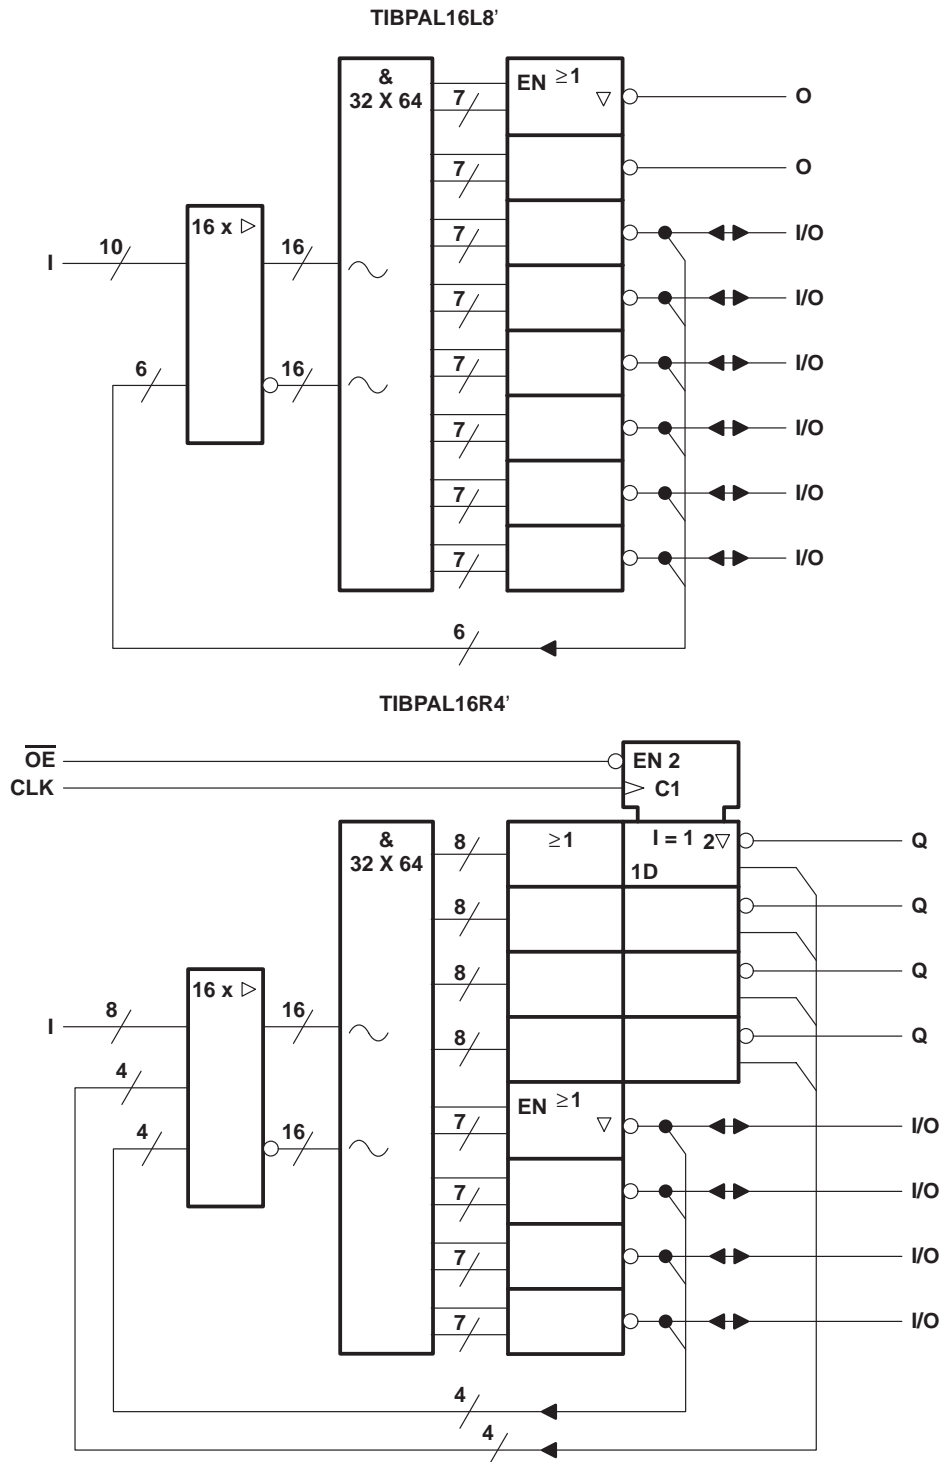 TIBPAL16L8'
&
32 X 64
EN ≥1
▽
7
O
7
O
16 x ▷
7
I/O
I
10
16
7
I/O
6
16
7
I/O
7
I/O
7
I/O
7
I/O
6
TIBPAL16R4'
OE
EN 2
CLK
C1
&
32 X 64
8
≥1
I = 1 2▽
1D
Q
8
Q
16 x ▷
8
Q
I
8
16
8
Q
4
EN ≥1
▽
4
16
7
I/O
7
I/O
7
I/O
7
I/O
4
4